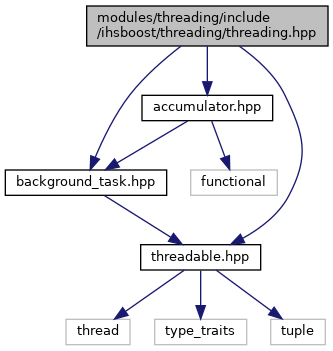 modules/threading/include
/ihsboost/threading/threading.hpp
accumulator.hpp
background_task.hpp
functional
threadable.hpp
thread
type_traits
tuple